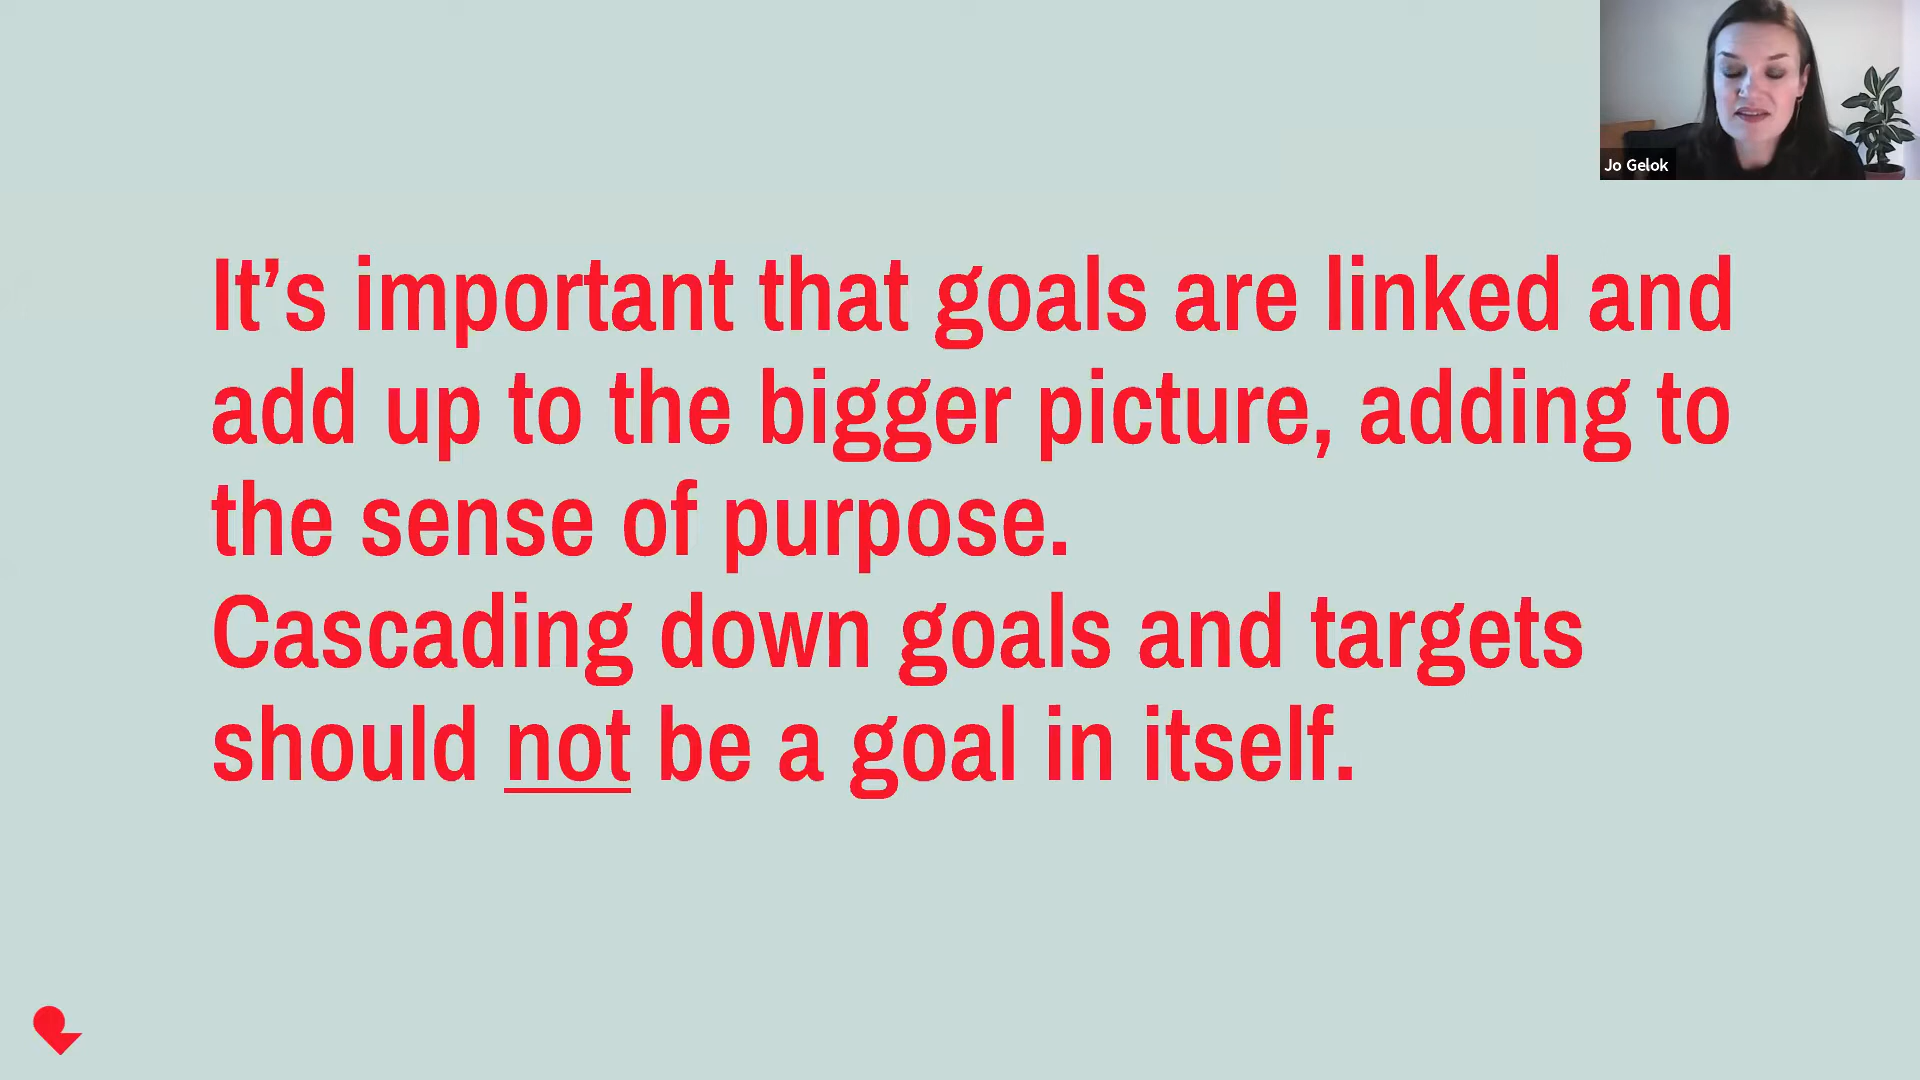 Jo Gelok
It’s important that goals are linked and
add up to the bigger picture, adding to
the sense of purpose.
Cascading down goals and targets
should not be a goal in itself.